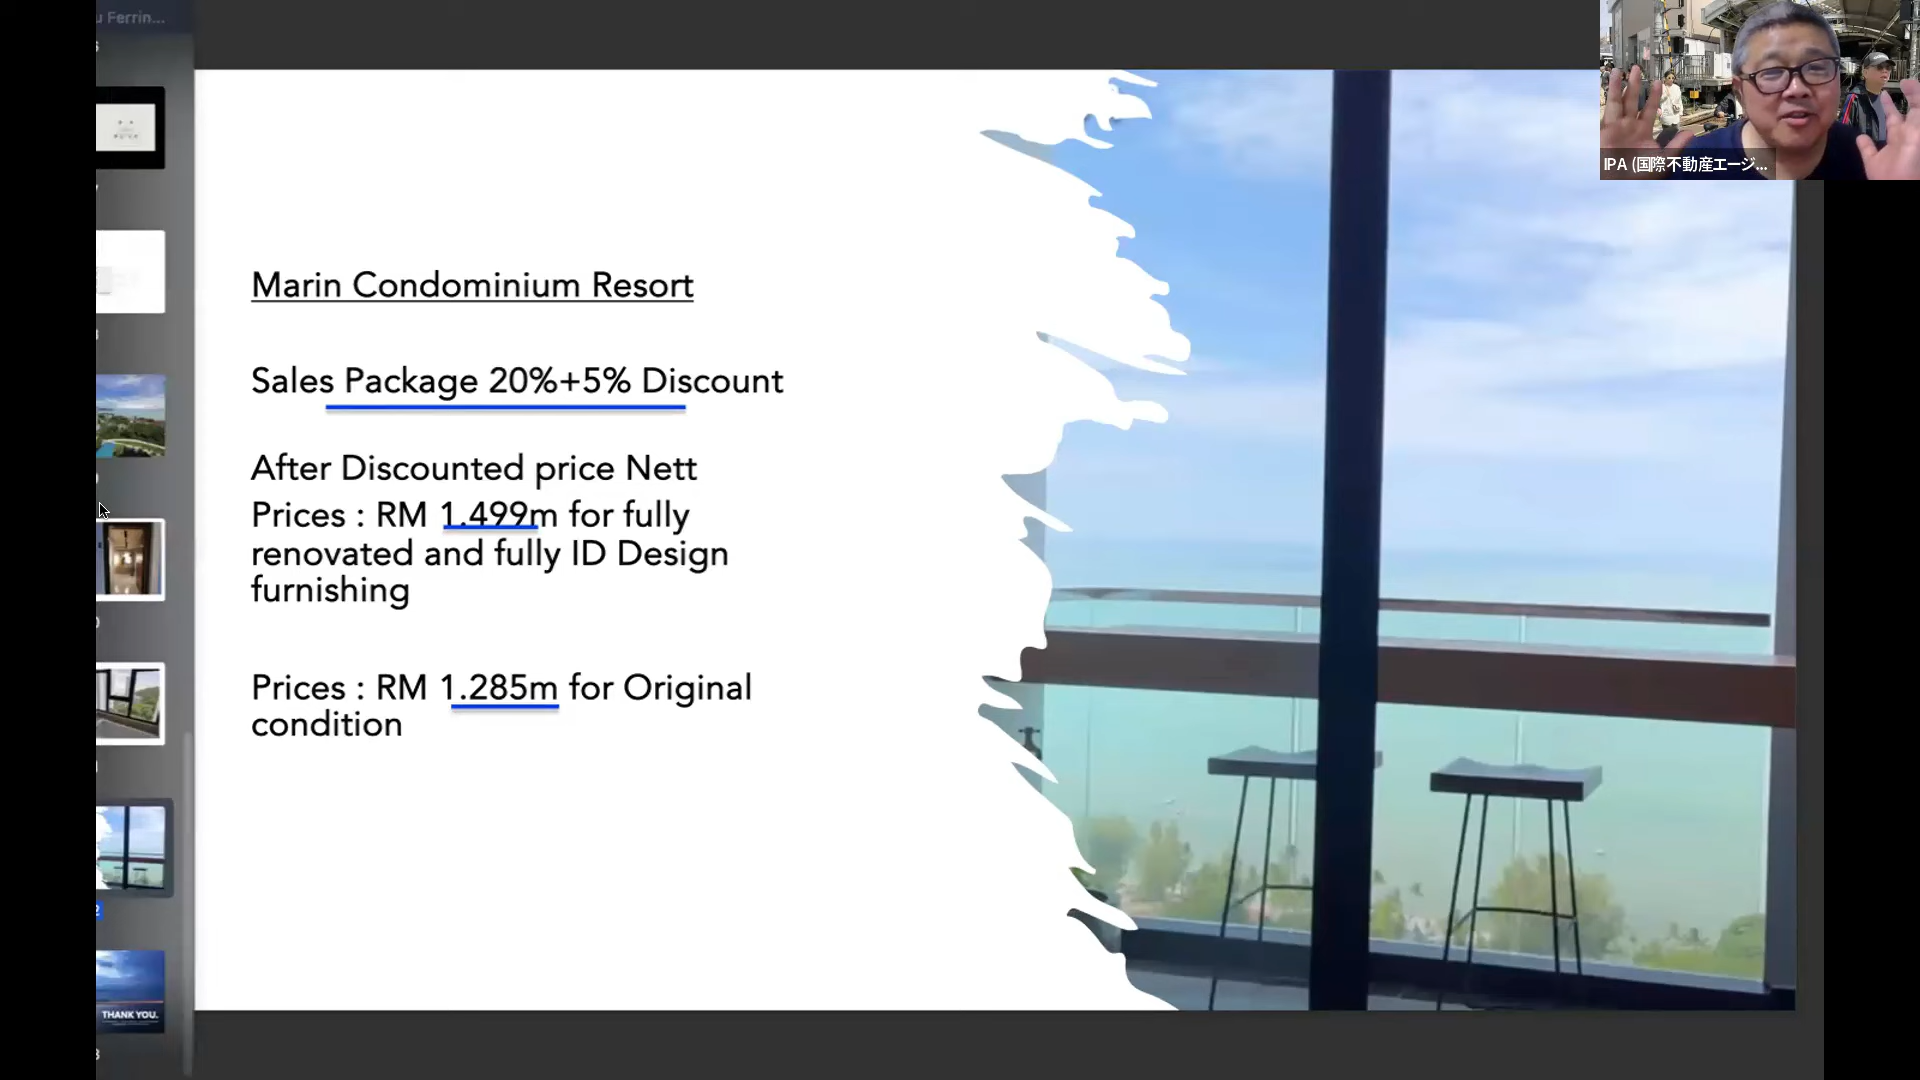 IPA (国際不動産エージ...
Marin Condominium Resort
Sales Package 20%+5% Discount
After Discounted price Nett
Prices : RM 1.499m for fully
renovated and fully ID Design
furnishing
Prices : RM 1.285m for Original
condition
THANK YOU.